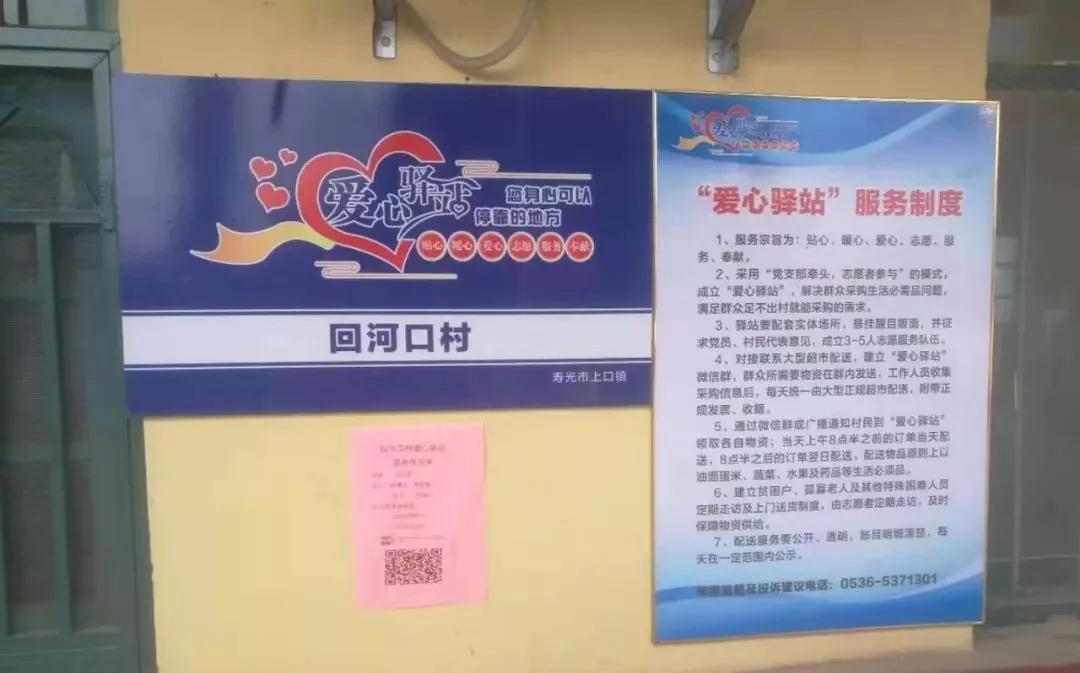 爱心驿站
您身心可以
停靠的地方
贴心 暖心 爱心 志愿 服务 奉献
回河口村
寿光市上口镇
爱心驿站
“爱心驿站”服务制度
1、服务宗旨为：贴心、暖心、爱心、志愿、服
务、奉献。
2、采用“党支部牵头，志愿者参与”的模式，
成立“爱心驿站”，解决群众采购生活必需品问题，
满足群众足不出村就能采购的需求。
3、驿站要配套实体场所，悬挂醒目版面，并征
求党员、村民代表意见，成立3-5人志愿服务队伍。
4、对接联系大型超市配送，建立“爱心驿站”
微信群，群众所需要物资在群内发送，工作人员收集
采购信息后，每天统一由大型正规超市配送，附带正
规发票、收据。
5、通过微信群或广播通知村民到“爱心驿站”
领取各自物资；当天上午8点半之前的订单当天配
送，8点半之后的订单翌日配送。配送物品原则上以
油面蛋米、蔬菜、水果及药品等生活必须品。
6、建立贫困户、孤寡老人及其他特殊困难人员
定期走访及上门送货制度，由志愿者定期走访，及时
保障物资供给。
7、配送服务要公开、透明，账目明细清楚，每
天在一定范围内公示。
及投诉建议电话：0536-5371301